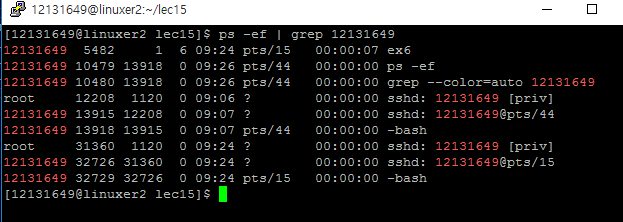 12131649@linuxer2:~/lec15
[12131649@linuxer2 lec15]$ ps -ef | grep 12131649
12131649  5482     1  6 09:24 pts/15   00:00:07 ex6
12131649 10479 13918  0 09:26 pts/44   00:00:00 ps -ef
12131649 10480 13918  0 09:26 pts/44   00:00:00 grep --color=auto 12131649
root     12208  1120  0 09:06 ?        00:00:00 sshd: 12131649 [priv]
12131649 13915 12208  0 09:07 ?        00:00:00 sshd: 12131649@pts/44
12131649 13918 13915  0 09:07 pts/44   00:00:00 -bash
root     31360  1120  0 09:24 ?        00:00:00 sshd: 12131649 [priv]
12131649 32726 31360  0 09:24 ?        00:00:00 sshd: 12131649@pts/15
12131649 32729 32726  0 09:24 pts/15   00:00:00 -bash
[12131649@linuxer2 lec15]$